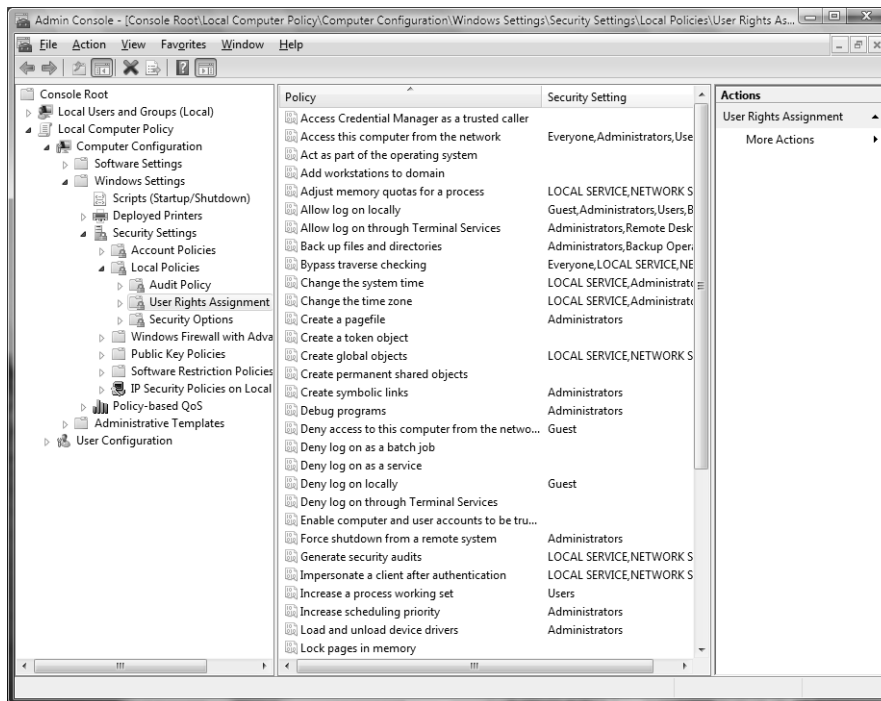 Admin Console - [Console Root\Local Computer Policy\Computer Configuration\Windows Settings\Security Settings\Local Policies\User Rights As...
File Action View Favorites Window Help
Console Root
Local Users and Groups (Local)
Local Computer Policy
Computer Configuration
Software Settings
Windows Settings
Scripts (Startup/Shutdown)
Deployed Printers
Security Settings
Account Policies
Local Policies
Audit Policy
User Rights Assignment
Security Options
Windows Firewall with Adva
Public Key Policies
Software Restriction Policies
IP Security Policies on Local
Policy-based QoS
Administrative Templates
User Configuration
Policy Security Setting
Access Credential Manager as a trusted caller
Access this computer from the network Everyone,Administrators,Use
Act as part of the operating system
Add workstations to domain
Adjust memory quotas for a process LOCAL SERVICE,NETWORK S
Allow log on locally Guest,Administrators,Users,B
Allow log on through Terminal Services Administrators,Remote Desk
Back up files and directories Administrators,Backup Oper
Bypass traverse checking Everyone,LOCAL SERVICE,NE
Change the system time LOCAL SERVICE,Administrato
Change the time zone LOCAL SERVICE,Administrato
Create a pagefile Administrators
Create a token object
Create global objects LOCAL SERVICE,NETWORK S
Create permanent shared objects
Create symbolic links Administrators
Debug programs Administrators
Deny access to this computer from the netwo... Guest
Deny log on as a batch job
Deny log on as a service
Deny log on locally Guest
Deny log on through Terminal Services
Enable computer and user accounts to be tru...
Force shutdown from a remote system Administrators
Generate security audits LOCAL SERVICE,NETWORK S
Impersonate a client after authentication LOCAL SERVICE,NETWORK S
Increase a process working set Users
Increase scheduling priority Administrators
Load and unload device drivers Administrators
Lock pages in memory
Actions
User Rights Assignment
More Actions